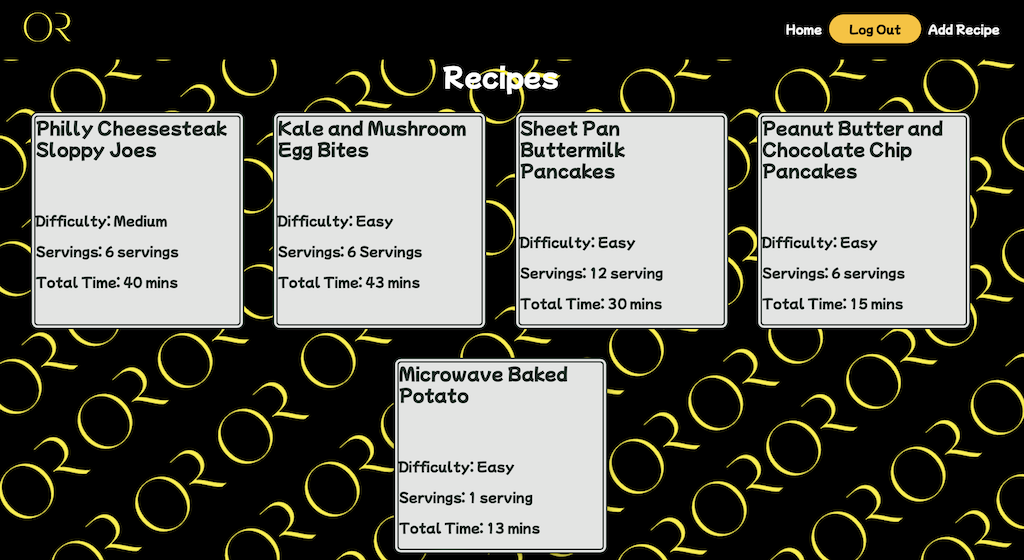 OR
Home
Log Out
Add Recipe
Recipes
Philly Cheesesteak
Sloppy Joes
Difficulty: Medium
Servings: 6 servings
Total Time: 40 mins
Kale and Mushroom
Egg Bites
Difficulty: Easy
Servings: 6 Servings
Total Time: 43 mins
Sheet Pan
Buttermilk
Pancakes
Difficulty: Easy
Servings: 12 serving
Total Time: 30 mins
Peanut Butter and
Chocolate Chip
Pancakes
Difficulty: Easy
Servings: 6 servings
Total Time: 15 mins
Microwave Baked
Potato
Difficulty: Easy
Servings: 1 serving
Total Time: 13 mins